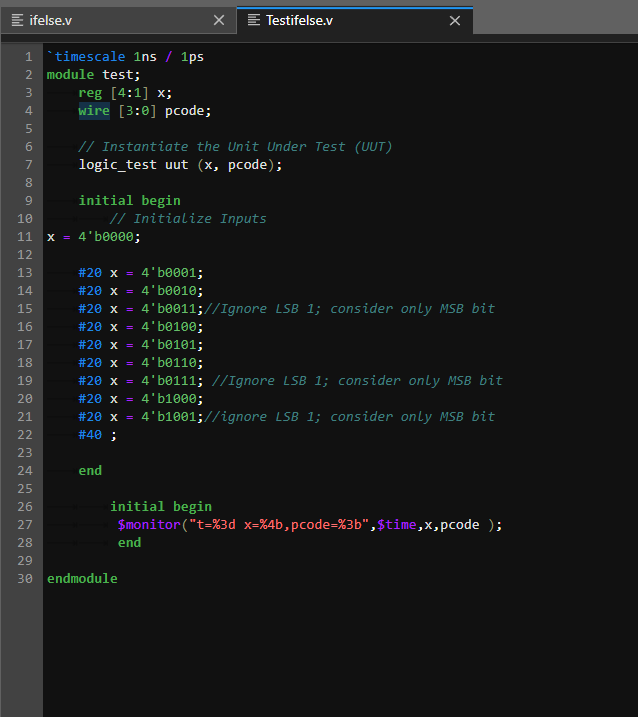 ifelse.v
Testifelse.v
1 `timescale 1ns / 1ps
2 module test;
3 reg [4:1] x;
4 wire [3:0] pcode;
5
6 // Instantiate the Unit Under Test (UUT)
7 logic_test uut (x, pcode);
8
9 initial begin
10 // Initialize Inputs
11 x = 4'b0000;
12
13 #20 x = 4'b0001;
14 #20 x = 4'b0010;
15 #20 x = 4'b0011;//Ignore LSB 1; consider only MSB bit
16 #20 x = 4'b0100;
17 #20 x = 4'b0101;
18 #20 x = 4'b0110;
19 #20 x = 4'b0111; //Ignore LSB 1; consider only MSB bit
20 #20 x = 4'b1000;
21 #20 x = 4'b1001;//ignore LSB 1; consider only MSB bit
22 #40 ;
23
24 end
25
26 initial begin
27 $monitor("t=%3d x=%4b,pcode=%3b",$time,x,pcode );
28 end
29
30 endmodule